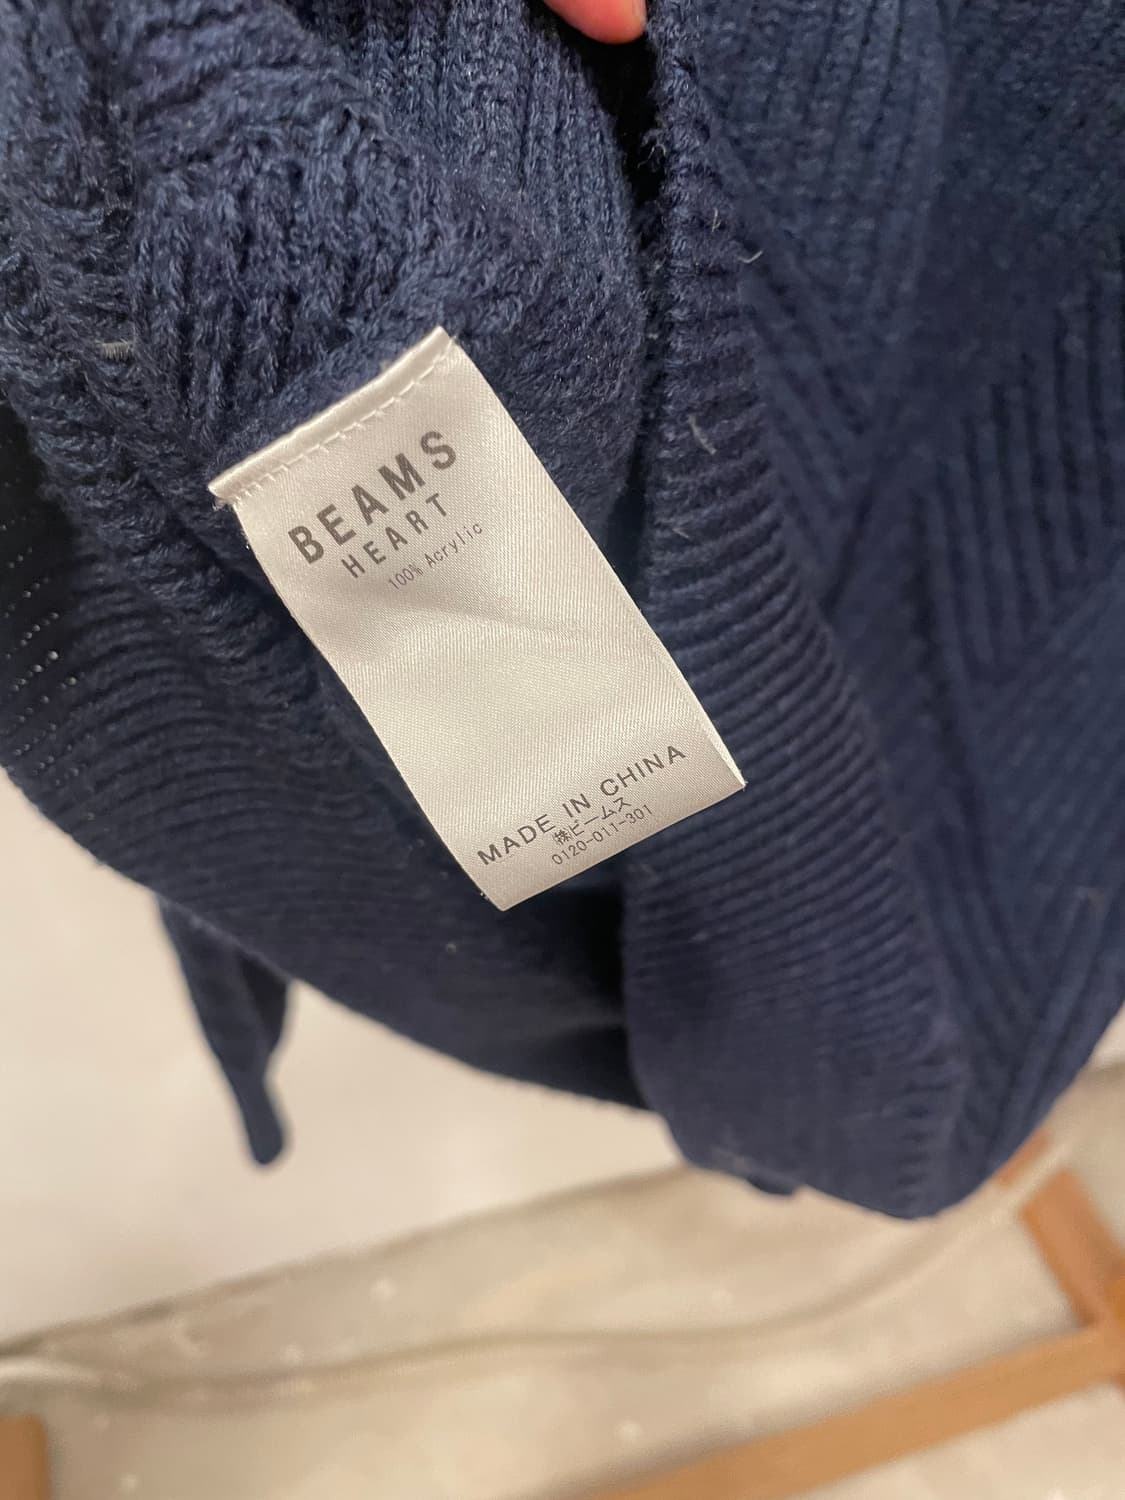 BEAMS
HEART
100% Acrylic
MADE IN CHINA
㈱ビームス
0120-011-301